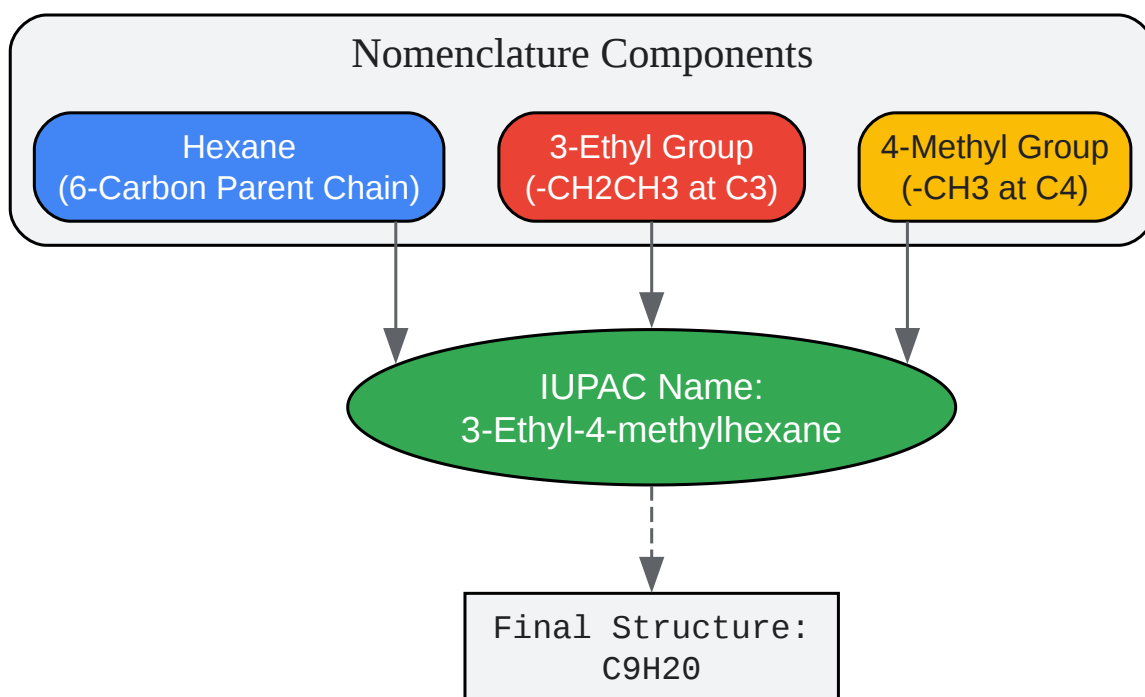 Nomenclature Components
Hexane
(6-Carbon Parent Chain)
3-Ethyl Group
(-CH2CH3 at C3)
4-Methyl Group
(-CH3 at C4)
IUPAC Name:
3-Ethyl-4-methylhexane
Final Structure:
C9H20